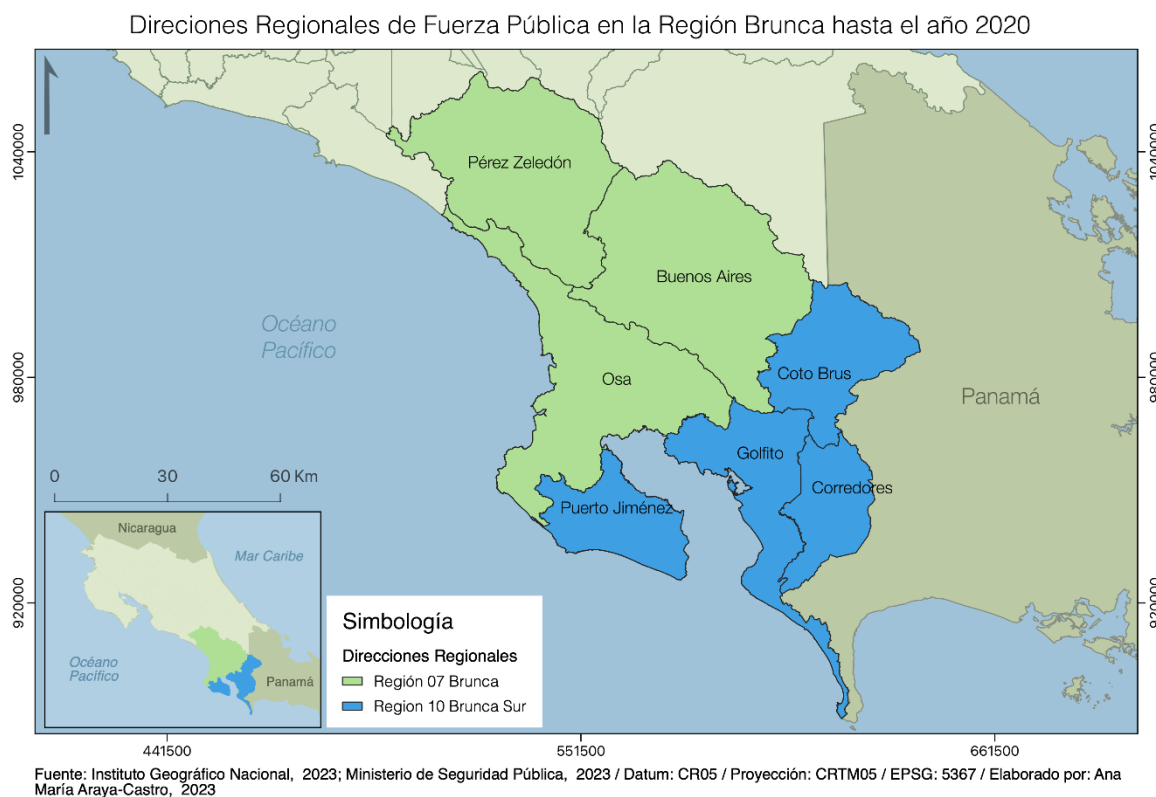 Direciones Regionales de Fuerza Pública en la Región Brunca hasta el año 2020
1040000
1040000
Pérez Zeledón
Buenos Aires
Océano
Pacífico
980000
980000
Osa
Coto Brus
Panamá
Golfito
Corredores
Puerto Jiménez
0 30 60 Km
Nicaragua
Mar Caribe
Océano
Pacífico
Panamá
920000
920000
Simbología
Direcciones Regionales
Región 07 Brunca
Region 10 Brunca Sur
441500 551500 661500
Fuente: Instituto Geográfico Nacional, 2023; Ministerio de Seguridad Pública, 2023 / Datum: CR05 / Proyección: CRTM05 / EPSG: 5367 / Elaborado por: Ana
María Araya-Castro, 2023